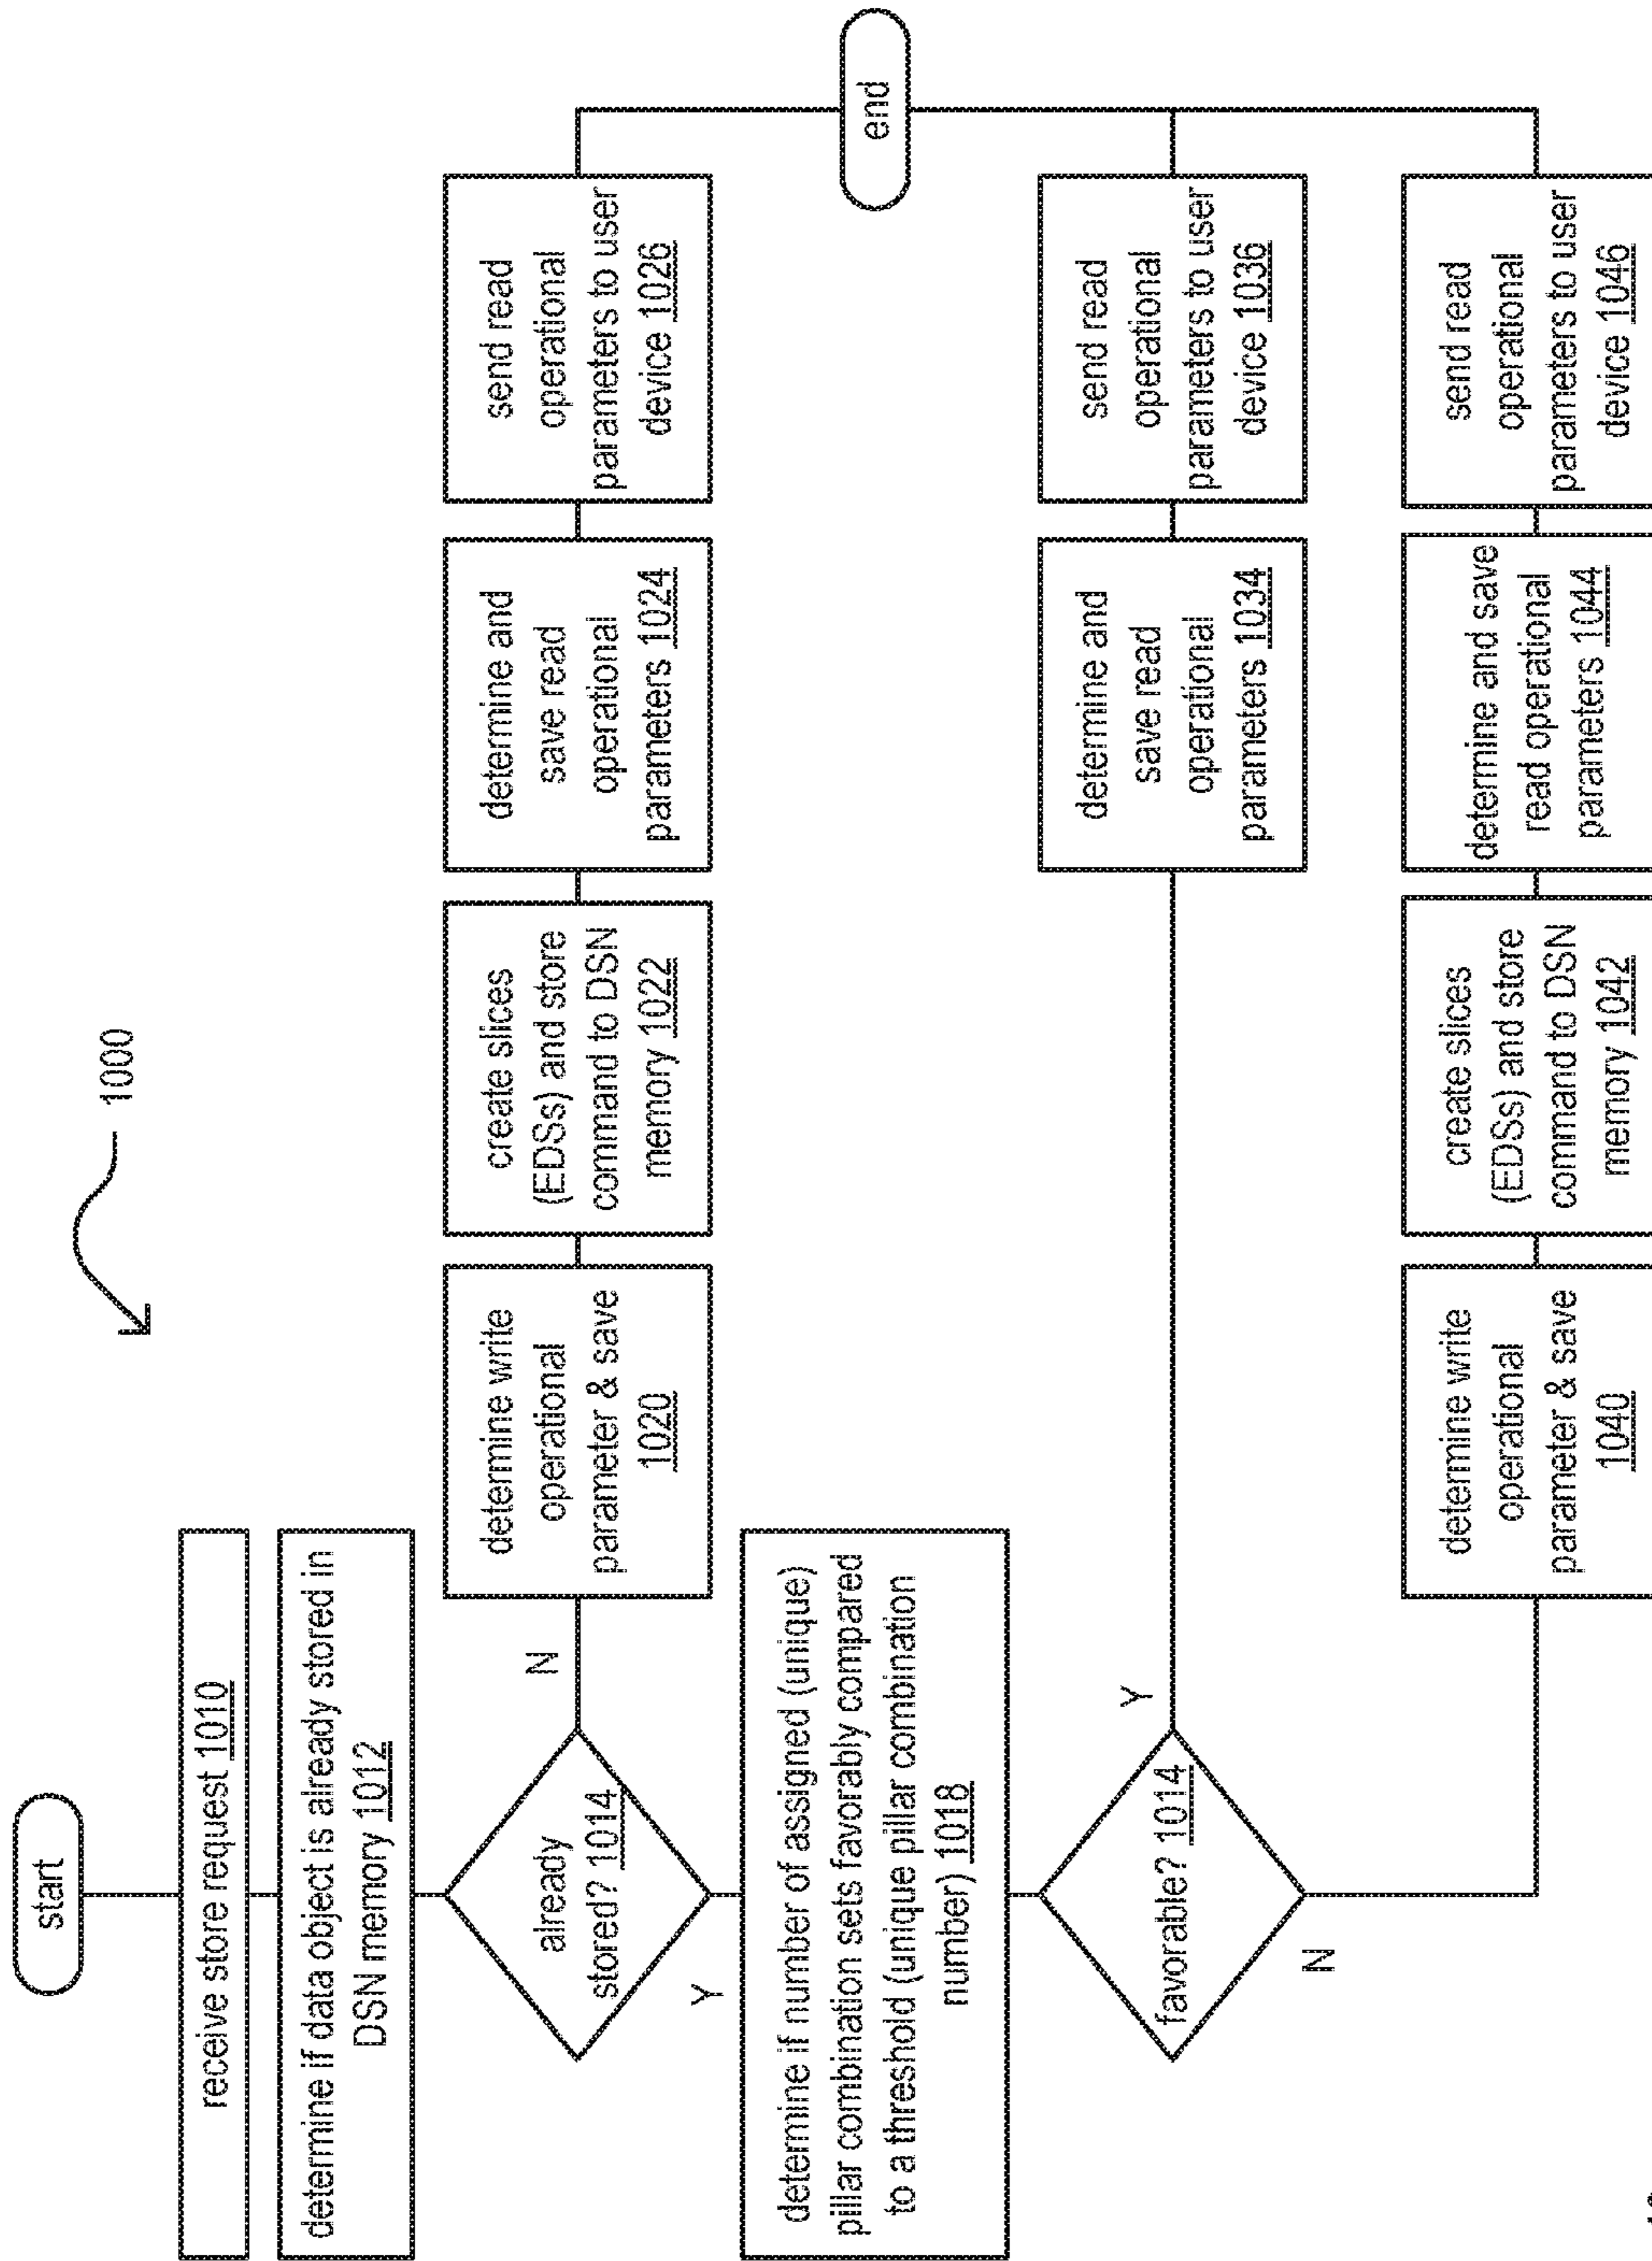 start
1000
receive store request 1010
determine if data object is already stored in
DSN memory 1012
already
stored? 1014
N
Y
determine write
operational
parameter & save
1020
create slices
(EDSs) and store
command to DSN
memory 1022
determine and
save read
operational
parameters 1024
send read
operational
parameters to user
device 1026
determine if number of assigned (unique)
pillar combination sets favorably compared
to a threshold (unique pillar combination
number) 1018
end
favorable? 1014
Y
N
determine and
save read
operational
parameters 1034
send read
operational
parameters to user
device 1036
determine write
operational
parameter & save
1040
create slices
(EDSs) and store
command to DSN
memory 1042
determine and save
read operational
parameters 1044
send read
operational
parameters to user
device 1046